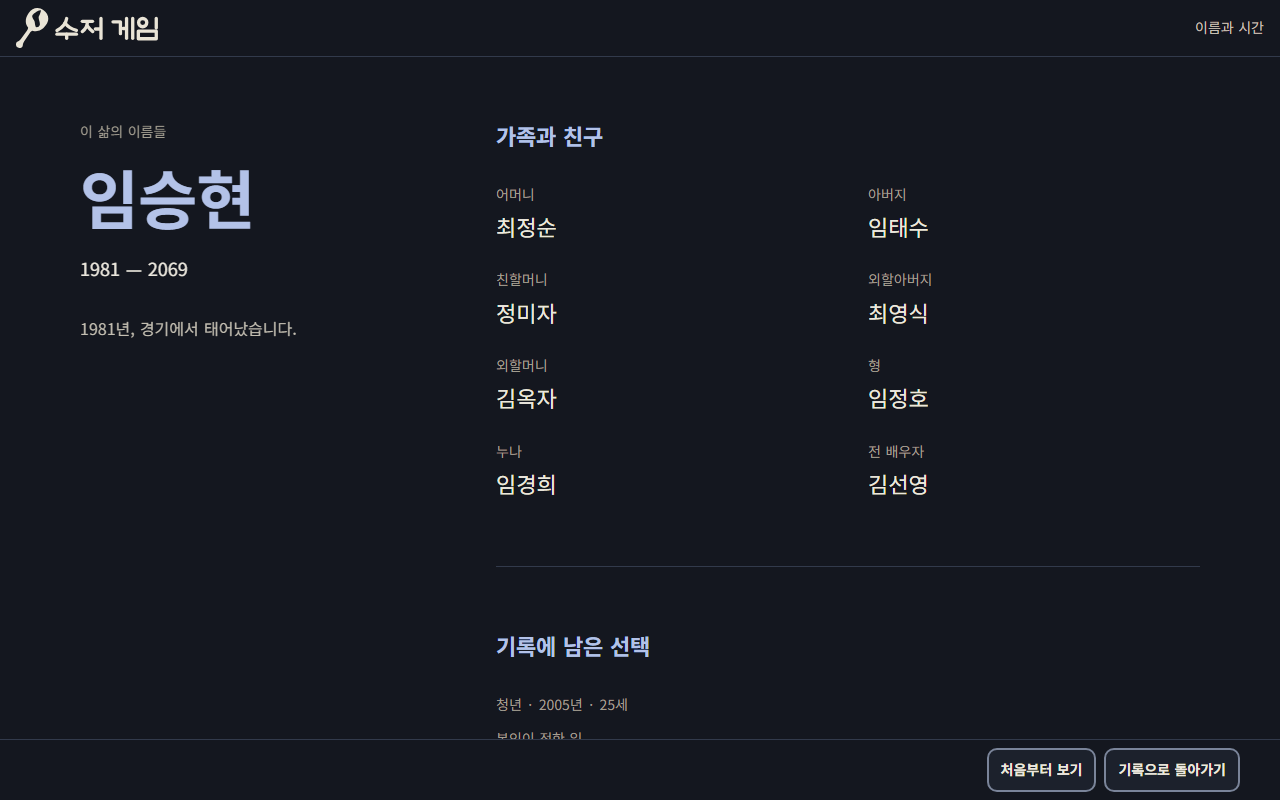 수저 게임
이름과 시간
이 삶의 이름들
임승현
1981 — 2069
1981년, 경기에서 태어났습니다.
가족과 친구
어머니
최정순
아버지
임태수
친할머니
정미자
외할아버지
최영식
외할머니
김옥자
형
임정호
누나
임경희
전 배우자
김선영
기록에 남은 선택
청년 · 2005년 · 25세
처음부터 보기
기록으로 돌아가기